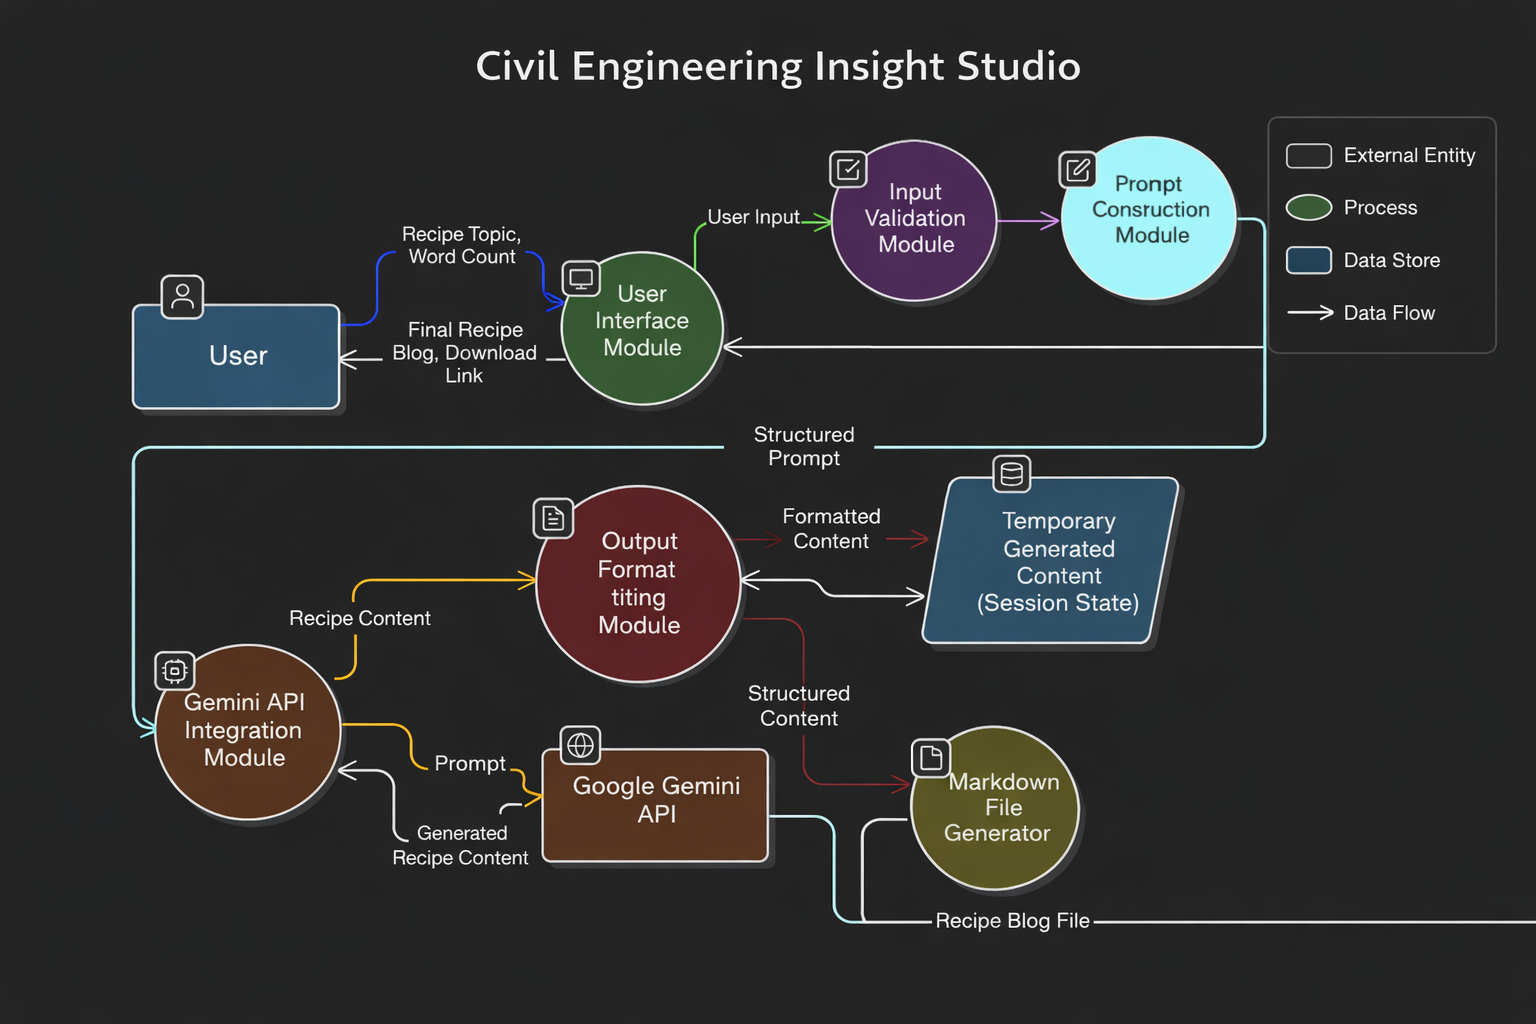 Civil Engineering Insight Studio
External Entity
Process
Data Store
Data Flow
Input
Validation
Module
Pronpt
Consruction
Module
User Input
Recipe Topic,
Word Count
User
Interface
Module
User
Final Recipe
Blog, Download
Link
Structured
Prompt
Output
Format
titing
Module
Formatted
Content
Temporary
Generated
Content
(Session State)
Recipe Content
Gemini API
Integration
Module
Structured
Content
Prompt
Google Gemini
API
Generated
Recipe Content
Markdown
File
Generator
Recipe Blog File